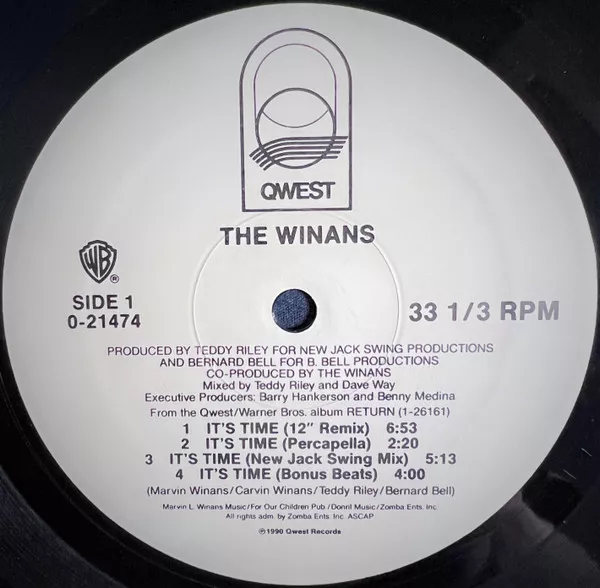 QWEST
THE WINANS
WB ®
SIDE 1
0-21474
33 1/3 RPM
PRODUCED BY TEDDY RILEY FOR NEW JACK SWING PRODUCTIONS
AND BERNARD BELL FOR B. BELL PRODUCTIONS
CO-PRODUCED BY THE WINANS
Mixed by Teddy Riley and Dave Way
Executive Producers: Barry Hankerson and Benny Medina
From the Qwest/Warner Bros. album RETURN (1-26161)
1 IT'S TIME (12" Remix) 6:53
2 IT'S TIME (Percapella) 2:20
3 IT'S TIME (New Jack Swing Mix) 5:13
4 IT'S TIME (Bonus Beats) 4:00
(Marvin Winans/Carvin Winans/Teddy Riley/Bernard Bell)
Marvin L. Winans Music/For Our Children Pub./Donril Music/Zomba Ents. Inc.
All rights adm. by Zomba Ents. Inc. ASCAP
℗1990 Qwest Records